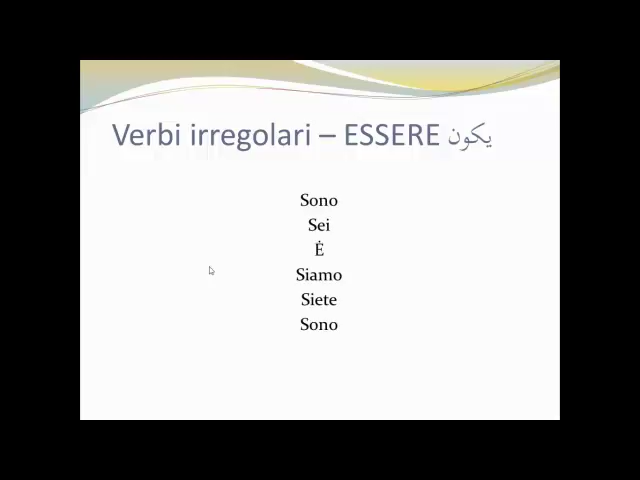 Verbi irregolari – ESSERE يكون
Sono
Sei
Ė
Siamo
Siete
Sono